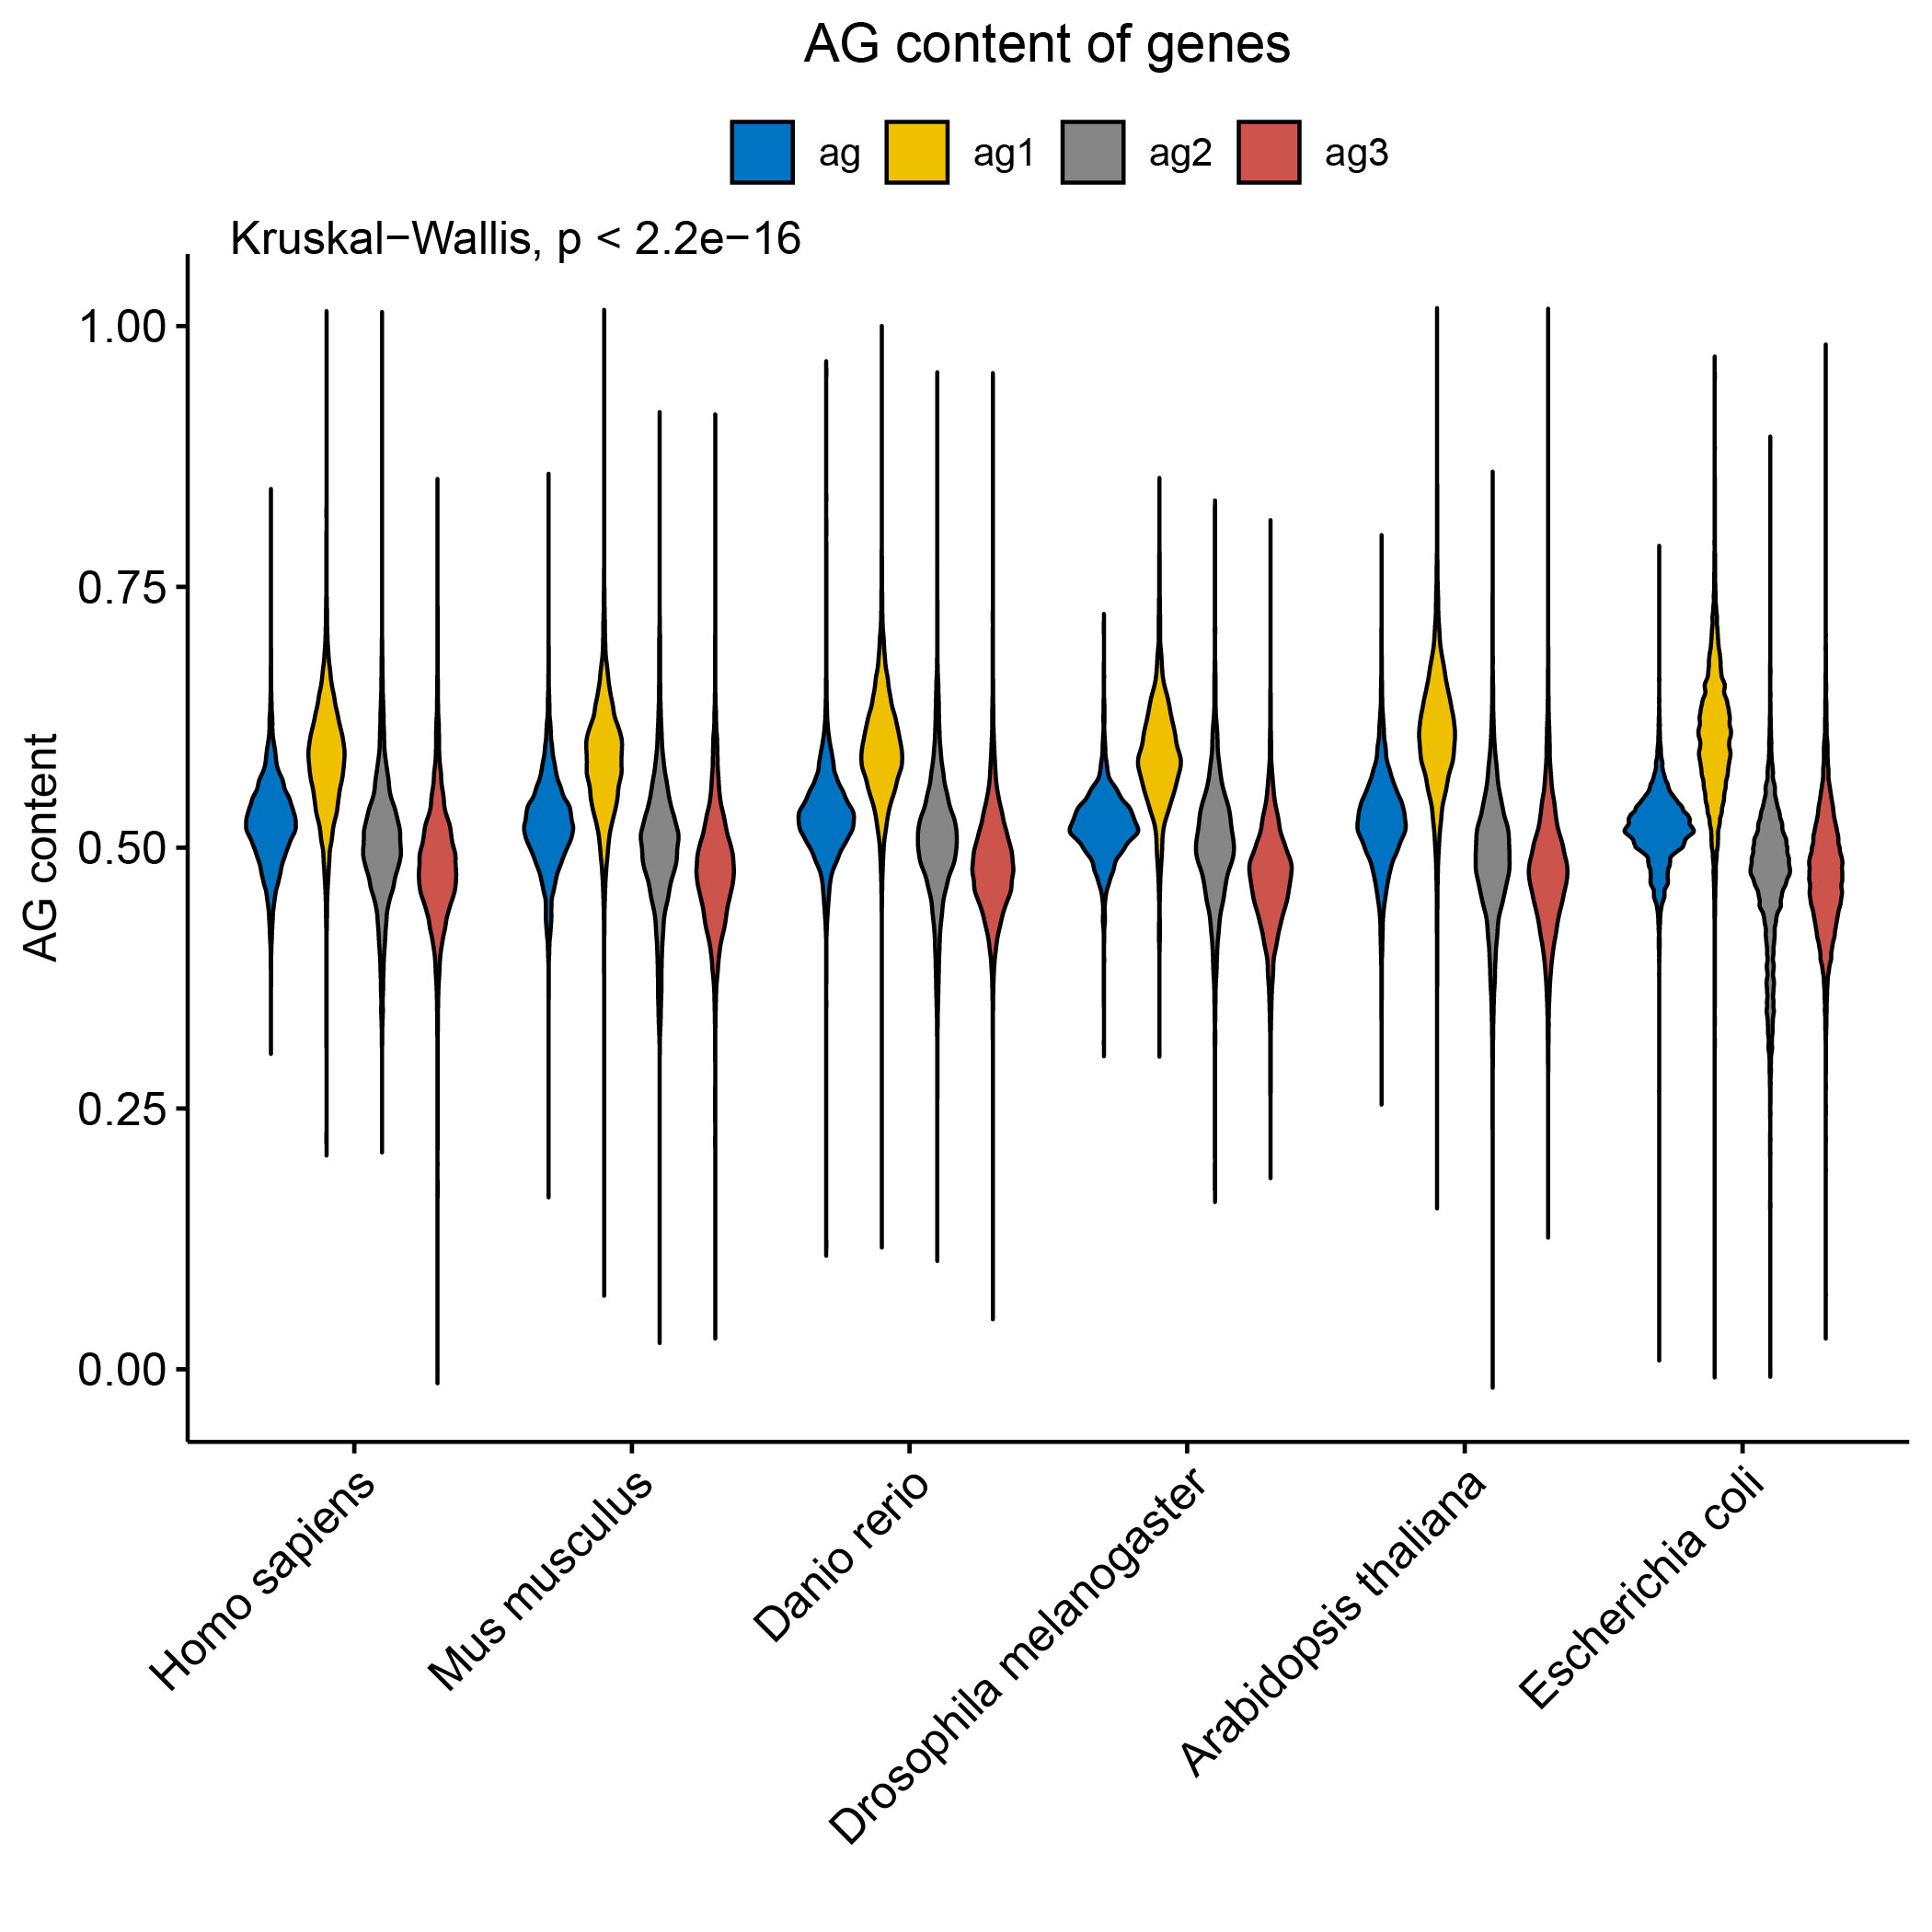 AG content of genes
ag ag1 ag2 ag3
Kruskal−Wallis, p < 2.2e−16
AG content
1.00
0.75
0.50
0.25
0.00
Homo sapiens
Mus musculus
Danio rerio
Drosophila melanogaster
Arabidopsis thaliana
Escherichia coli